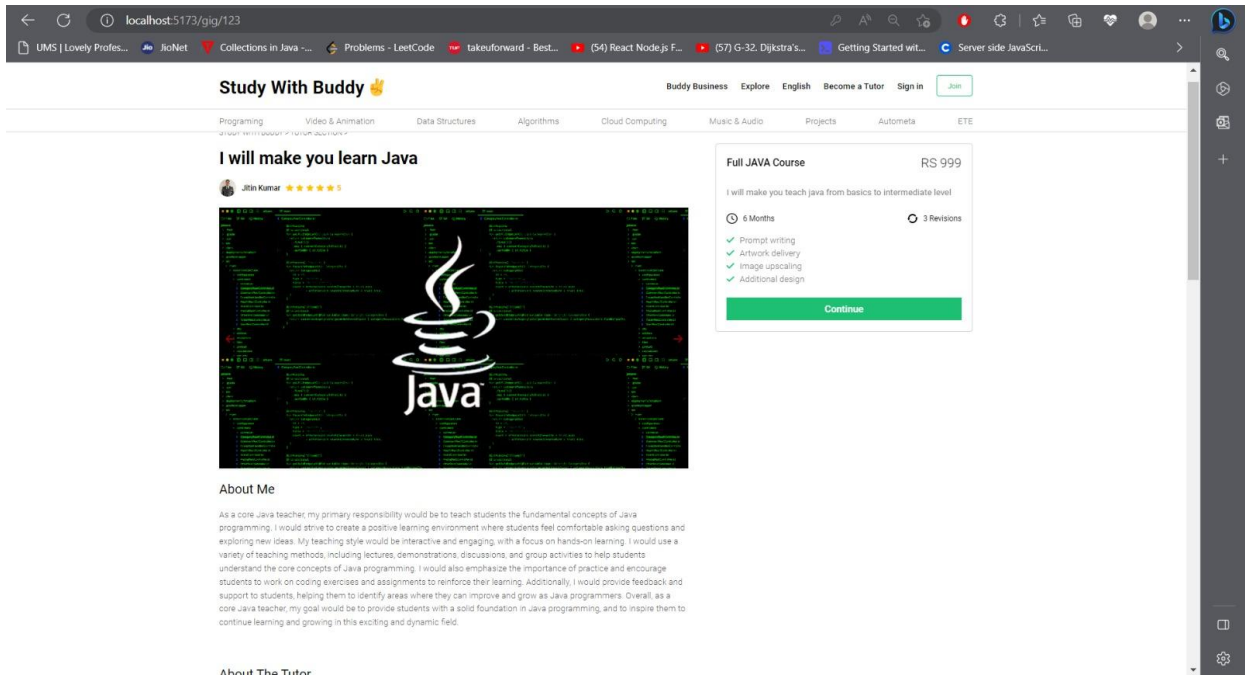 localhost:5173/gig/123
UMS | Lovely Profes... Jio JioNet Collections in Java -... Problems - LeetCode takeuforward - Best... (54) React Node.js F... (57) G-32. Dijkstra's... Getting Started wit... Server side JavaScri...
Study With Buddy ✌
Buddy Business Explore English Become a Tutor Sign in Join
Programing Video & Animation Data Structures Algorithms Cloud Computing Music & Audio Projects Autometa ETE
STUDY WITH BUDDY > TUTOR SECTION >
I will make you learn Java
Jitin Kumar 5
Java
About Me
As a core Java teacher, my primary responsibility would be to teach students the fundamental concepts of Java
programming. I would strive to create a positive learning environment where students feel comfortable asking questions and
exploring new ideas. My teaching style would be interactive and engaging, with a focus on hands-on learning. I would use a
variety of teaching methods, including lectures, demonstrations, discussions, and group activities to help students
understand the core concepts of Java programming. I would also emphasize the importance of practice and encourage
students to work on coding exercises and assignments to reinforce their learning. Additionally, I would provide feedback and
support to students, helping them to identify areas where they can improve and grow as Java programmers. Overall, as a
core Java teacher, my goal would be to provide students with a solid foundation in Java programming, and to inspire them to
continue learning and growing in this exciting and dynamic field.
About The Tutor
Full JAVA Course RS 999
I will make you teach java from basics to intermediate level
6 Months 3 Revisions
Prompt writing
Artwork delivery
Image upscaling
Additional design
Continue